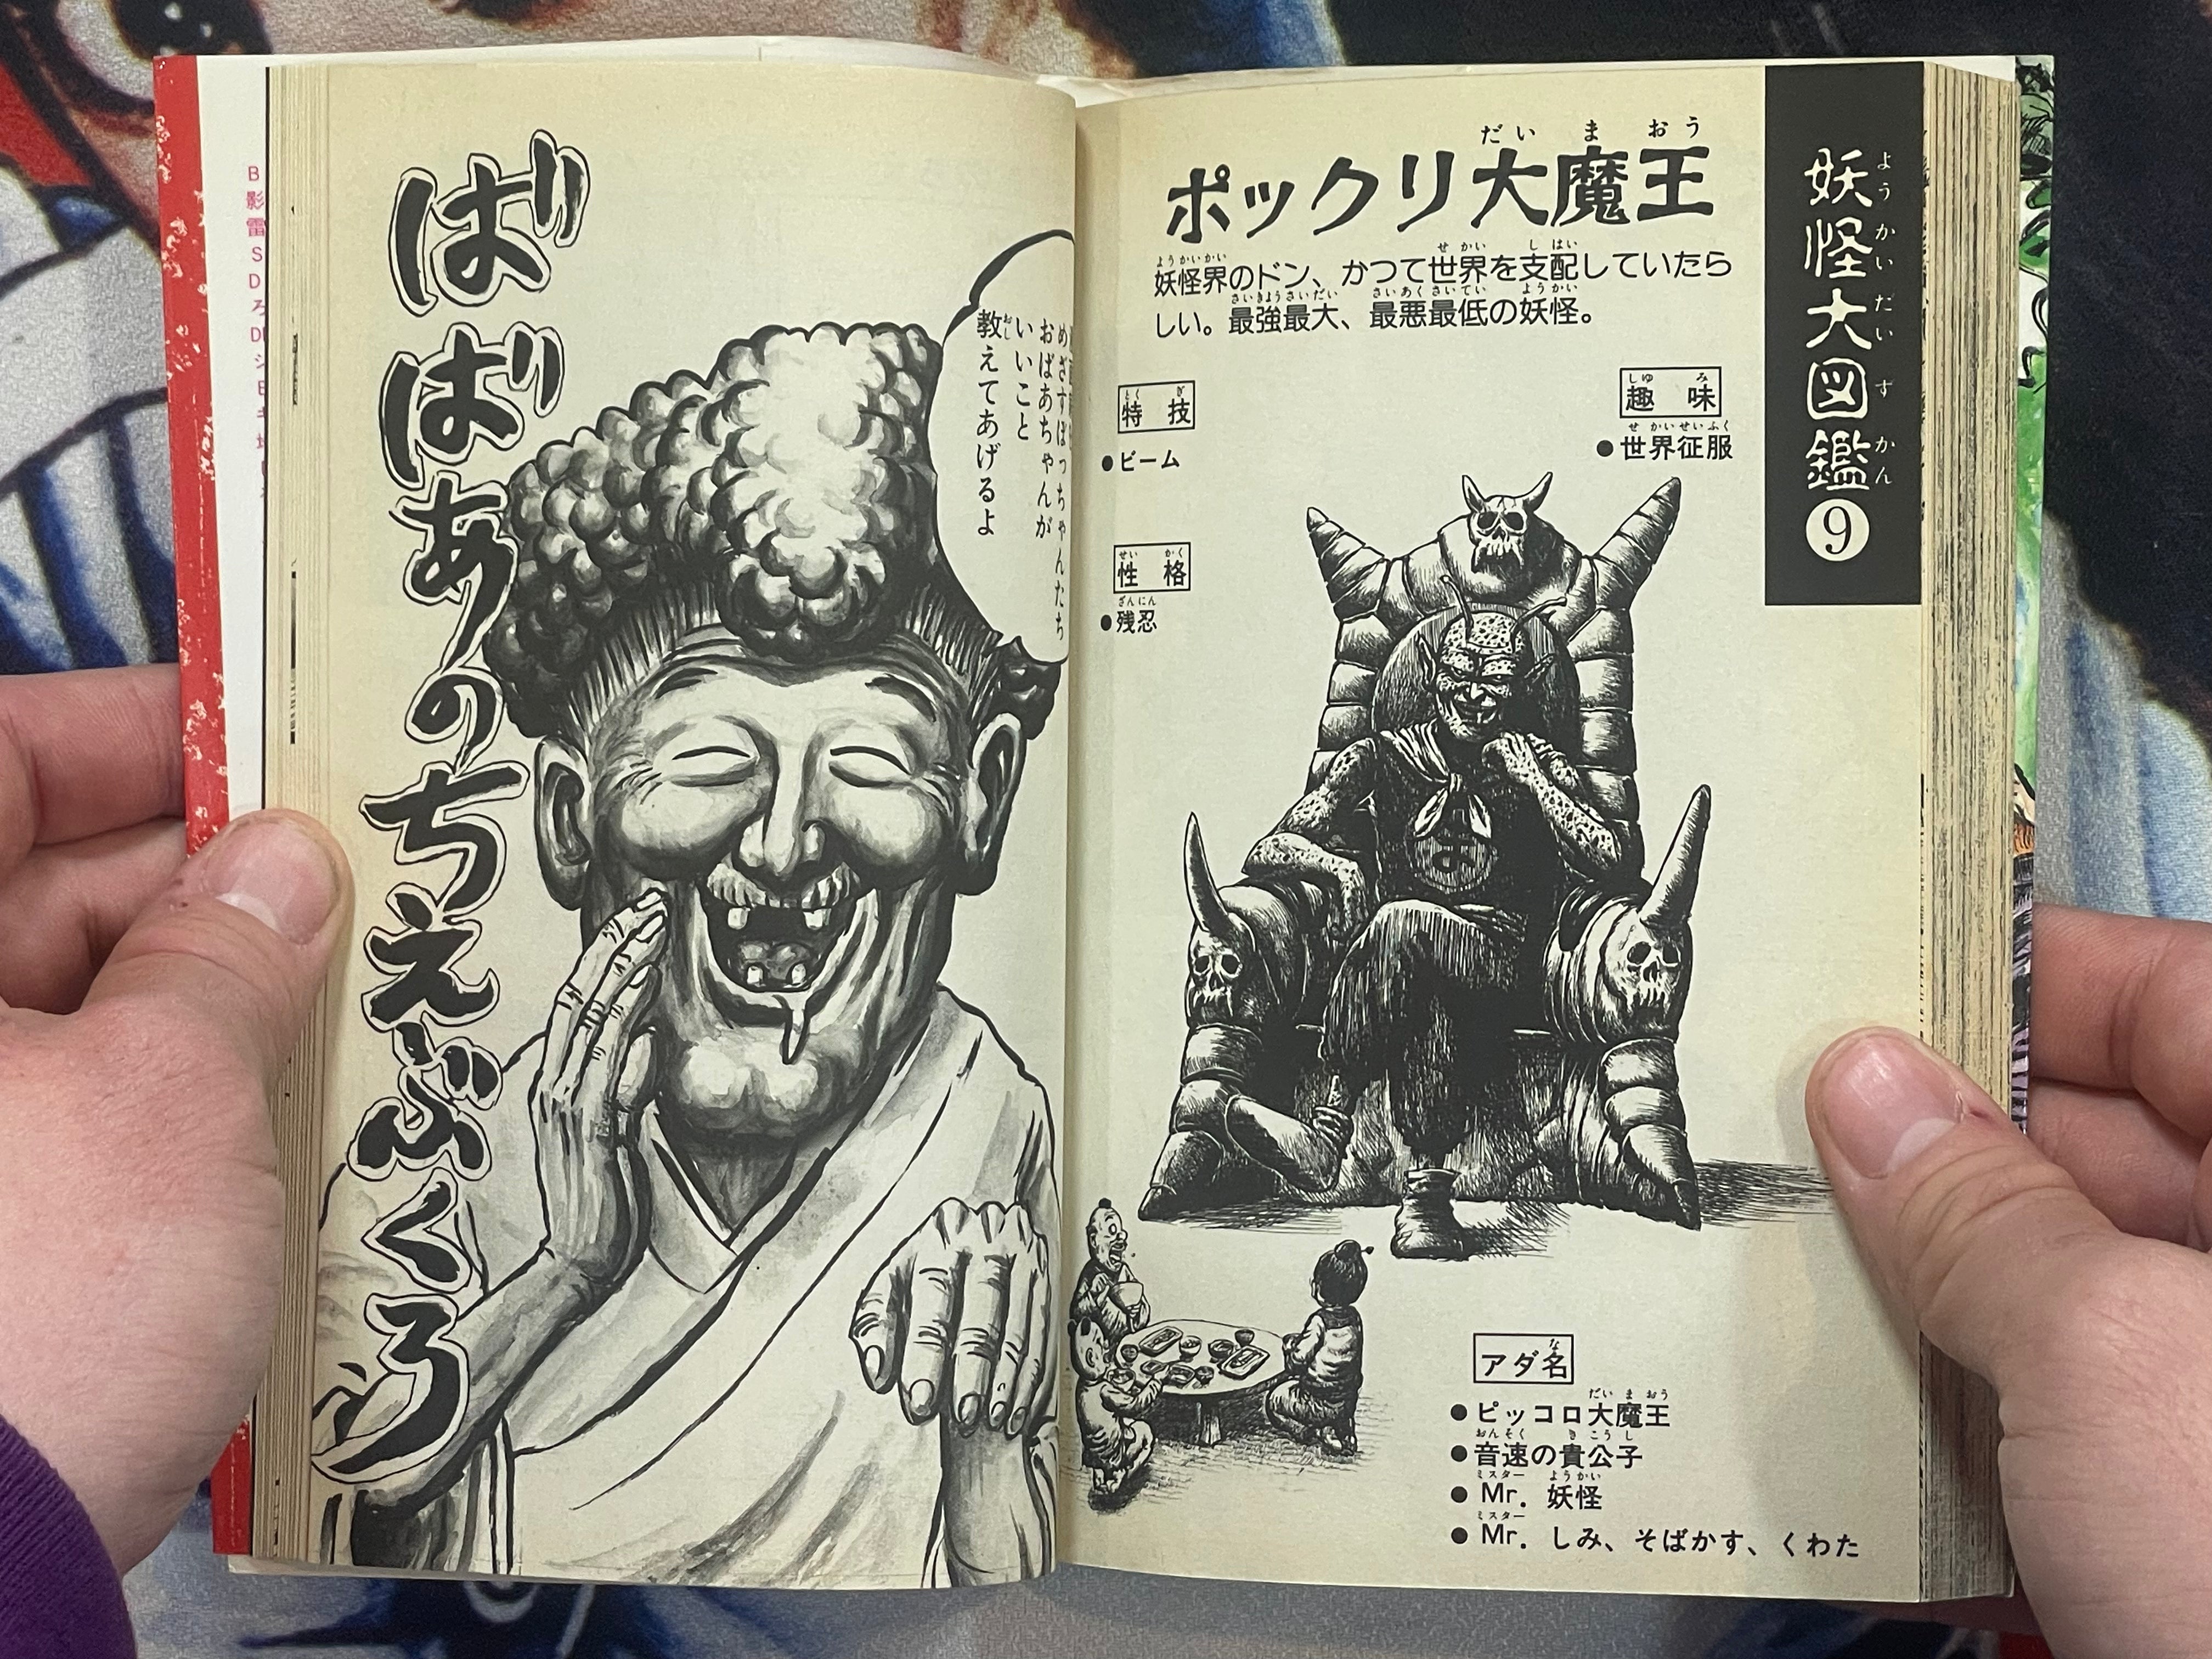 妖怪大図鑑9
ポックリ大魔王
妖怪界のドン、かつて世界を支配していたら
しい。最強最大、最悪最低の妖怪。
趣味
●世界征服
特技
●ビーム
性格
●残忍
アダ名
●ピッコロ大魔王
●音速の貴公子
●Mr.妖怪
●Mr.しみ、そばかす、くわた
めざすぼっちゃんたち
おばあちゃんが
いいこと
教えてあげるよ
ばばあのちえぶくろ